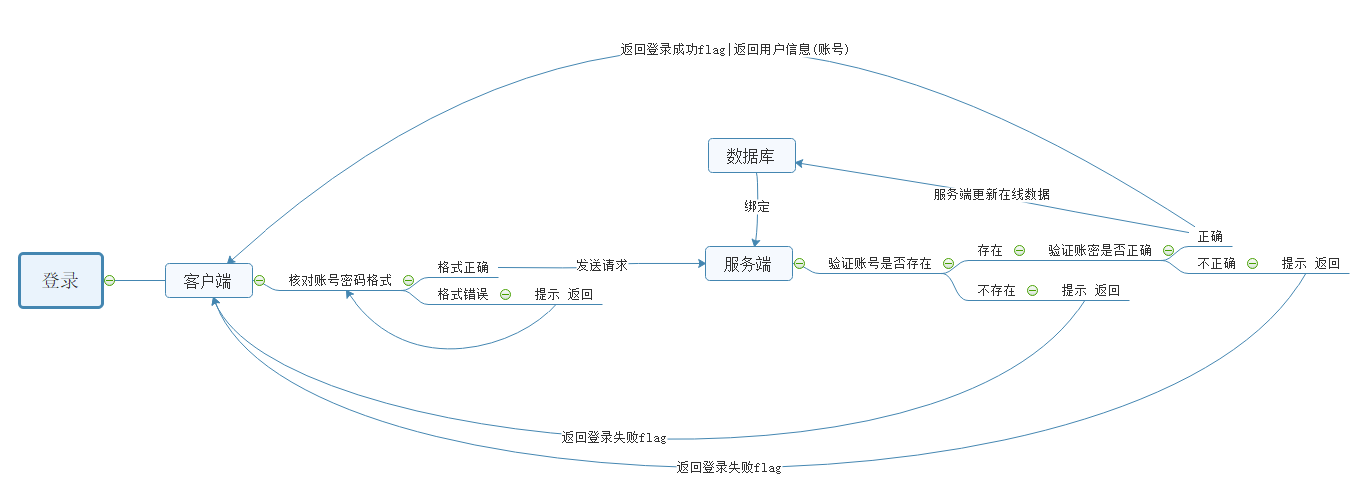 返回登录成功flag|返回用户信息(账号)
数据库
服务端更新在线数据
绑定
登录
客户端
核对账号密码格式
格式正确
发送请求
服务端
验证账号是否存在
存在
验证账密是否正确
正确
不正确
提示 返回
格式错误
提示 返回
不存在
提示 返回
返回登录失败flag
返回登录失败flag